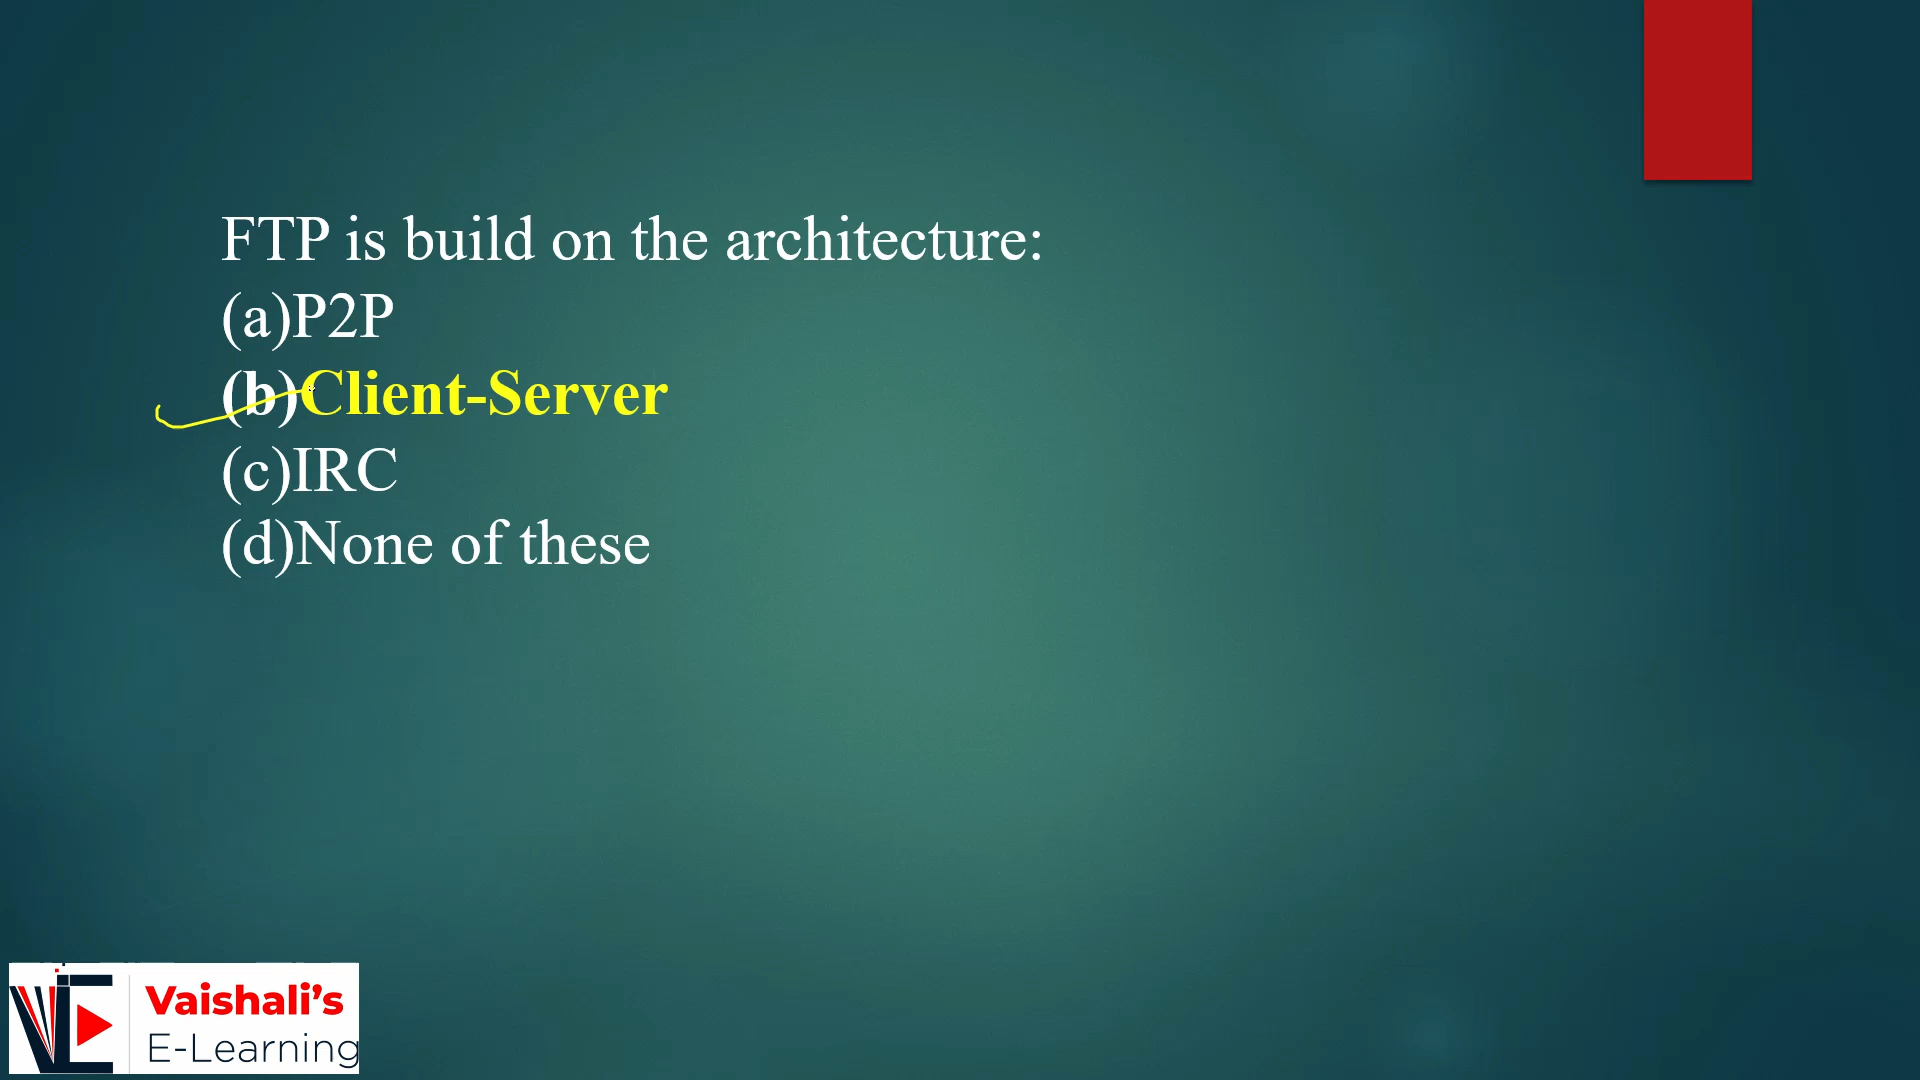 FTP is build on the architecture:
(a)P2P
(b)Client-Server
(c)IRC
(d)None of these
Vaishali's
E-Learning